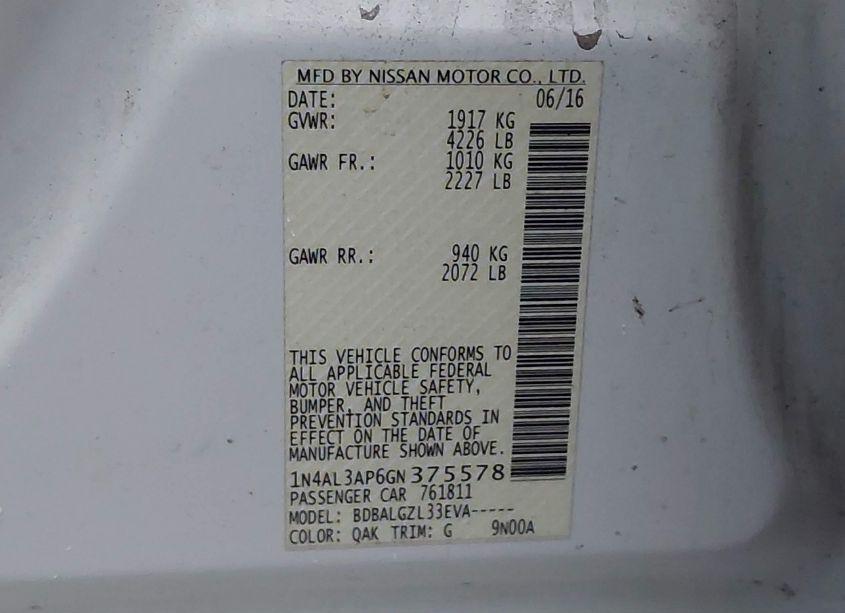 MFD BY NISSAN MOTOR CO., LTD.
DATE: 06/16
GVWR: 1917 KG
4226 LB
GAWR FR.: 1010 KG
2227 LB
GAWR RR.: 940 KG
2072 LB
THIS VEHICLE CONFORMS TO
ALL APPLICABLE FEDERAL
MOTOR VEHICLE SAFETY,
BUMPER, AND THEFT
PREVENTION STANDARDS IN
EFFECT ON THE DATE OF
MANUFACTURE SHOWN ABOVE.
1N4AL3AP6GN375578
PASSENGER CAR 761811
MODEL: BDBALGZL33EVA-----
COLOR: QAK TRIM: G 9N00A